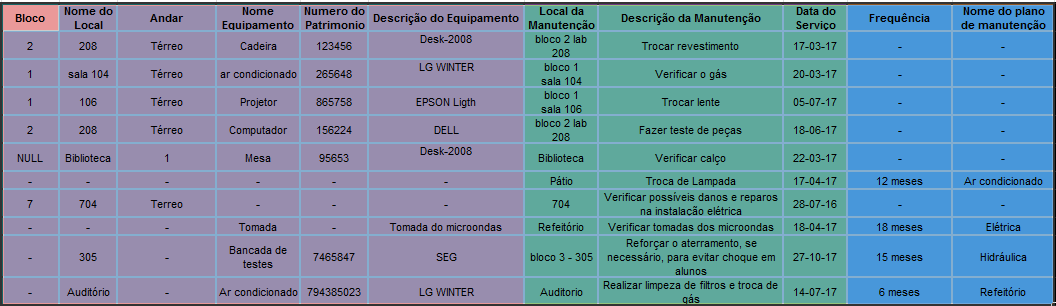 Bloco | Nome do Local | Andar | Nome Equipamento | Numero do Patrimonio | Descrição do Equipamento | Local da Manutenção | Descrição da Manutenção | Data do Serviço | Frequência | Nome do plano de manutenção
2 | 208 | Térreo | Cadeira | 123456 | Desk-2008 | bloco 2 lab 208 | Trocar revestimento | 17-03-17 | - | -
1 | sala 104 | Térreo | ar condicionado | 265648 | LG WINTER | bloco 1 sala 104 | Verificar o gás | 20-03-17 | - | -
1 | 106 | Térreo | Projetor | 865758 | EPSON Ligth | bloco 1 sala 106 | Trocar lente | 05-07-17 | - | -
2 | 208 | Térreo | Computador | 156224 | DELL | bloco 2 lab 208 | Fazer teste de peças | 18-06-17 | - | -
NULL | Biblioteca | 1 | Mesa | 95653 | Desk-2008 | Biblioteca | Verificar calço | 22-03-17 | - | -
- | - | - | - | - | - | Pátio | Troca de Lampada | 17-04-17 | 12 meses | Ar condicionado
7 | 704 | Terreo | - | - | - | 704 | Verificar possíveis danos e reparos na instalação elétrica | 28-07-16 | - | -
- | - | - | Tomada | - | Tomada do microondas | Refeitório | Verificar tomadas dos microondas | 18-04-17 | 18 meses | Elétrica
- | 305 | - | Bancada de testes | 7465847 | SEG | bloco 3 - 305 | Reforçar o aterramento, se necessário, para evitar choque em alunos | 27-10-17 | 15 meses | Hidráulica
- | Auditório | - | Ar condicionado | 794385023 | LG WINTER | Auditorio | Realizar limpeza de filtros e troca de gás | 14-07-17 | 6 meses | Refeitório